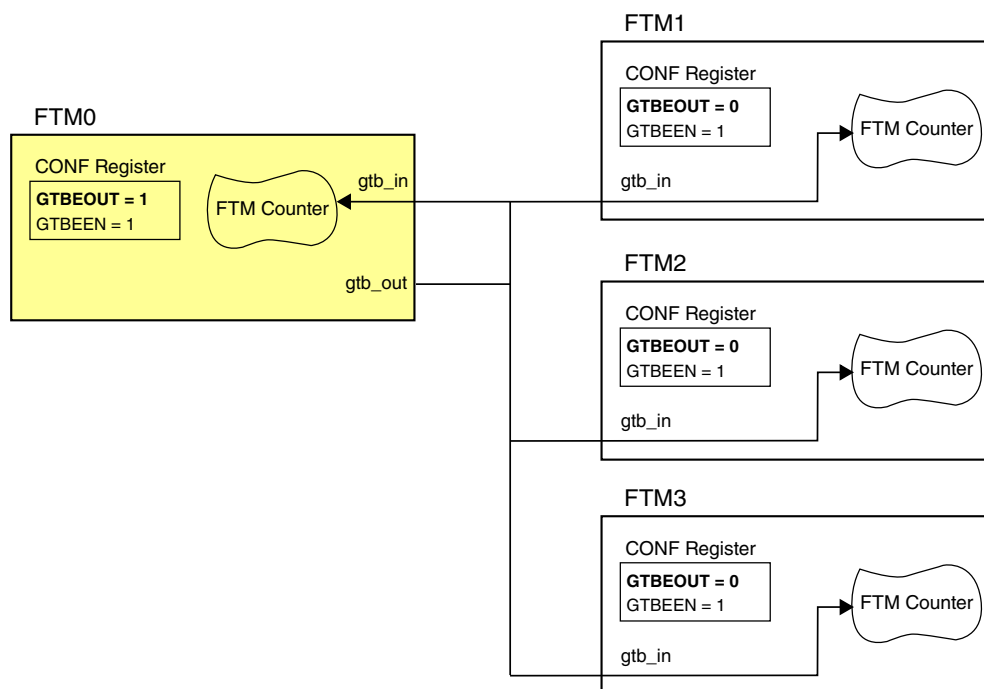 FTM0
CONF Register
GTBEOUT = 1
GTBEEN = 1
FTM Counter
gtb_in
gtb_out
FTM1
CONF Register
GTBEOUT = 0
GTBEEN = 1
FTM Counter
gtb_in
FTM2
CONF Register
GTBEOUT = 0
GTBEEN = 1
FTM Counter
gtb_in
FTM3
CONF Register
GTBEOUT = 0
GTBEEN = 1
FTM Counter
gtb_in